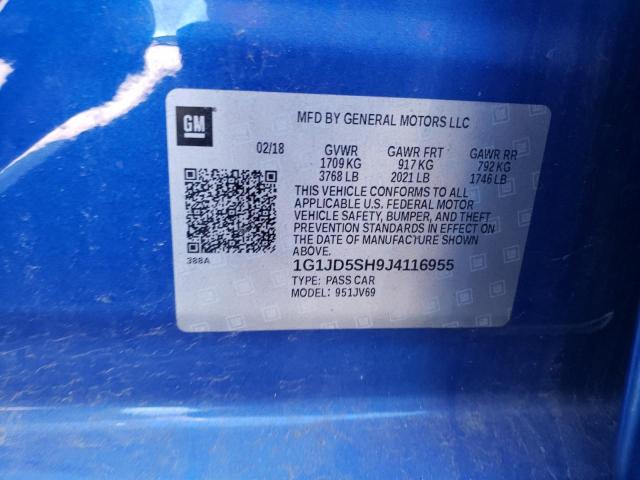 GM
MFD BY GENERAL MOTORS LLC
02/18 GVWR GAWR FRT GAWR RR
1709 KG 917 KG 792 KG
3768 LB 2021 LB 1746 LB
THIS VEHICLE CONFORMS TO ALL
APPLICABLE U.S. FEDERAL MOTOR
VEHICLE SAFETY, BUMPER, AND THEFT
PREVENTION STANDARDS IN EFFECT ON
THE DATE OF MANUFACTURE SHOWN
ABOVE.
388A
1G1JD5SH9J4116955
TYPE: PASS CAR
MODEL: 951JV69